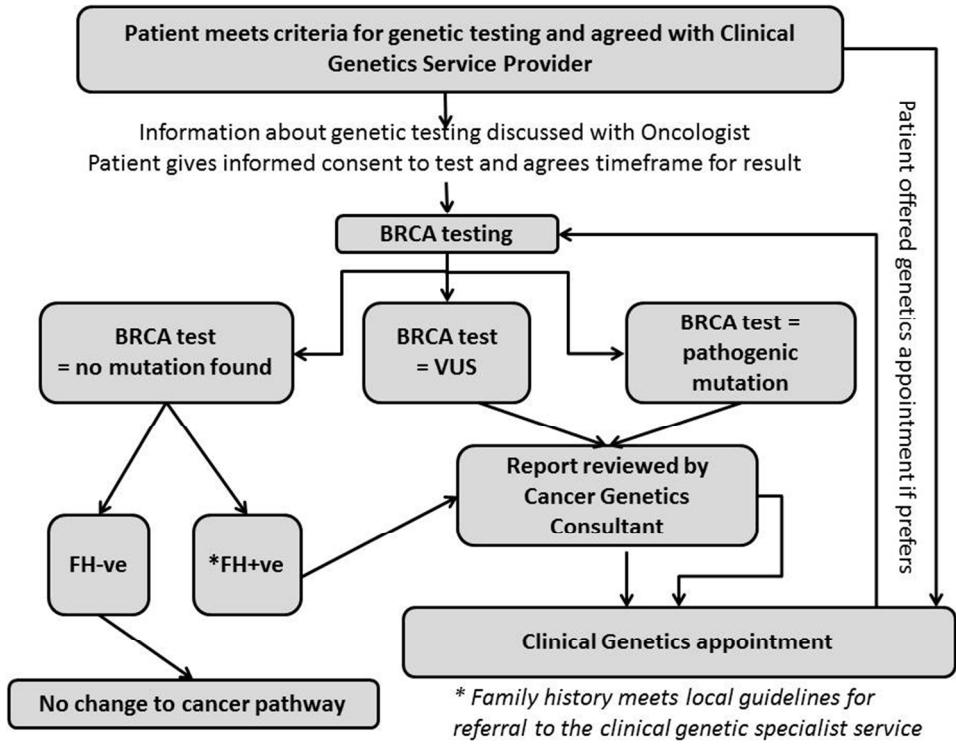 Patient meets criteria for genetic testing and agreed with Clinical
Genetics Service Provider
Information about genetic testing discussed with Oncologist
Patient gives informed consent to test and agrees timeframe for result
Patient offered genetics appointment if prefers
BRCA testing
BRCA test
= no mutation found
BRCA test
= VUS
BRCA test =
pathogenic
mutation
Report reviewed by
Cancer Genetics
Consultant
FH-ve
*FH+ve
Clinical Genetics appointment
No change to cancer pathway
* Family history meets local guidelines for
referral to the clinical genetic specialist service